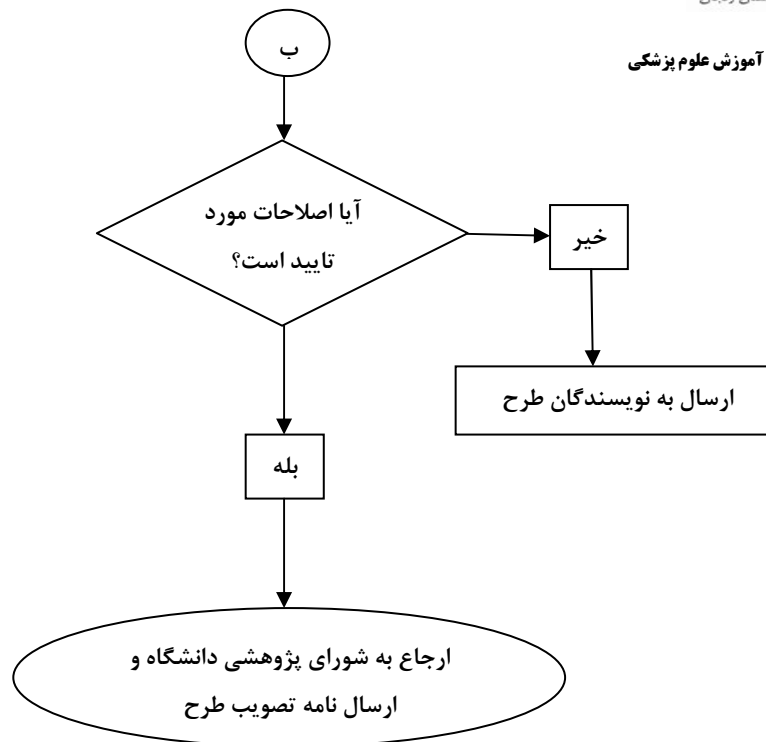 آموزش علوم پزشکی
ب
آیا اصلاحات مورد
تایید است؟
خیر
ارسال به نویسندگان طرح
بله
ارجاع به شورای پژوهشی دانشگاه و
ارسال نامه تصویب طرح